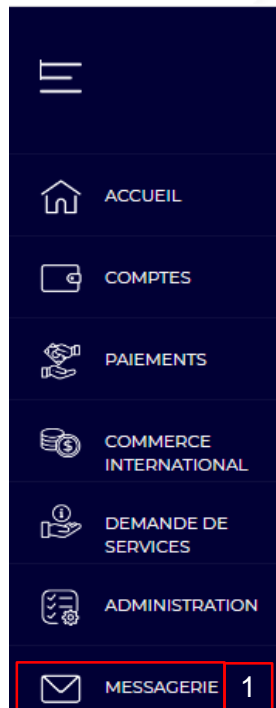 ACCUEIL
COMPTES
PAIEMENTS
COMMERCE
INTERNATIONAL
DEMANDE DE
SERVICES
ADMINISTRATION
MESSAGERIE 1